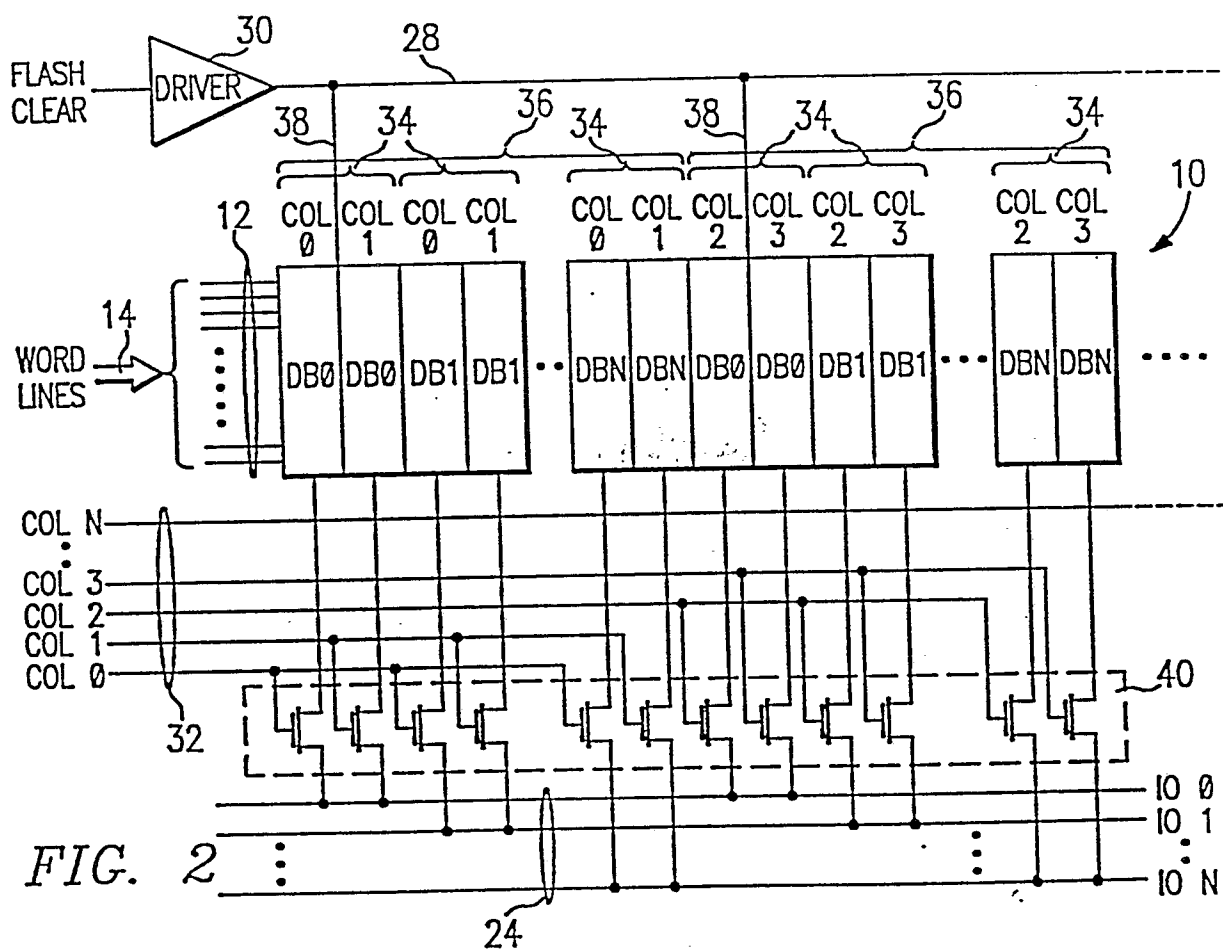 30
28
FLASH
CLEAR
DRIVER
38 34 36 34 38 34 36 34
10
12
COL 0 COL 1 COL 0 COL 1 COL 0 COL 1 COL 2 COL 3 COL 2 COL 3 COL 2 COL 3
14
WORD
LINES
DB0 DB0 DB1 DB1 DBN DBN DB0 DB0 DB1 DB1 DBN DBN
COL N
COL 3
COL 2
COL 1
COL 0
40
32
IO 0
IO 1
IO N
FIG. 2
24